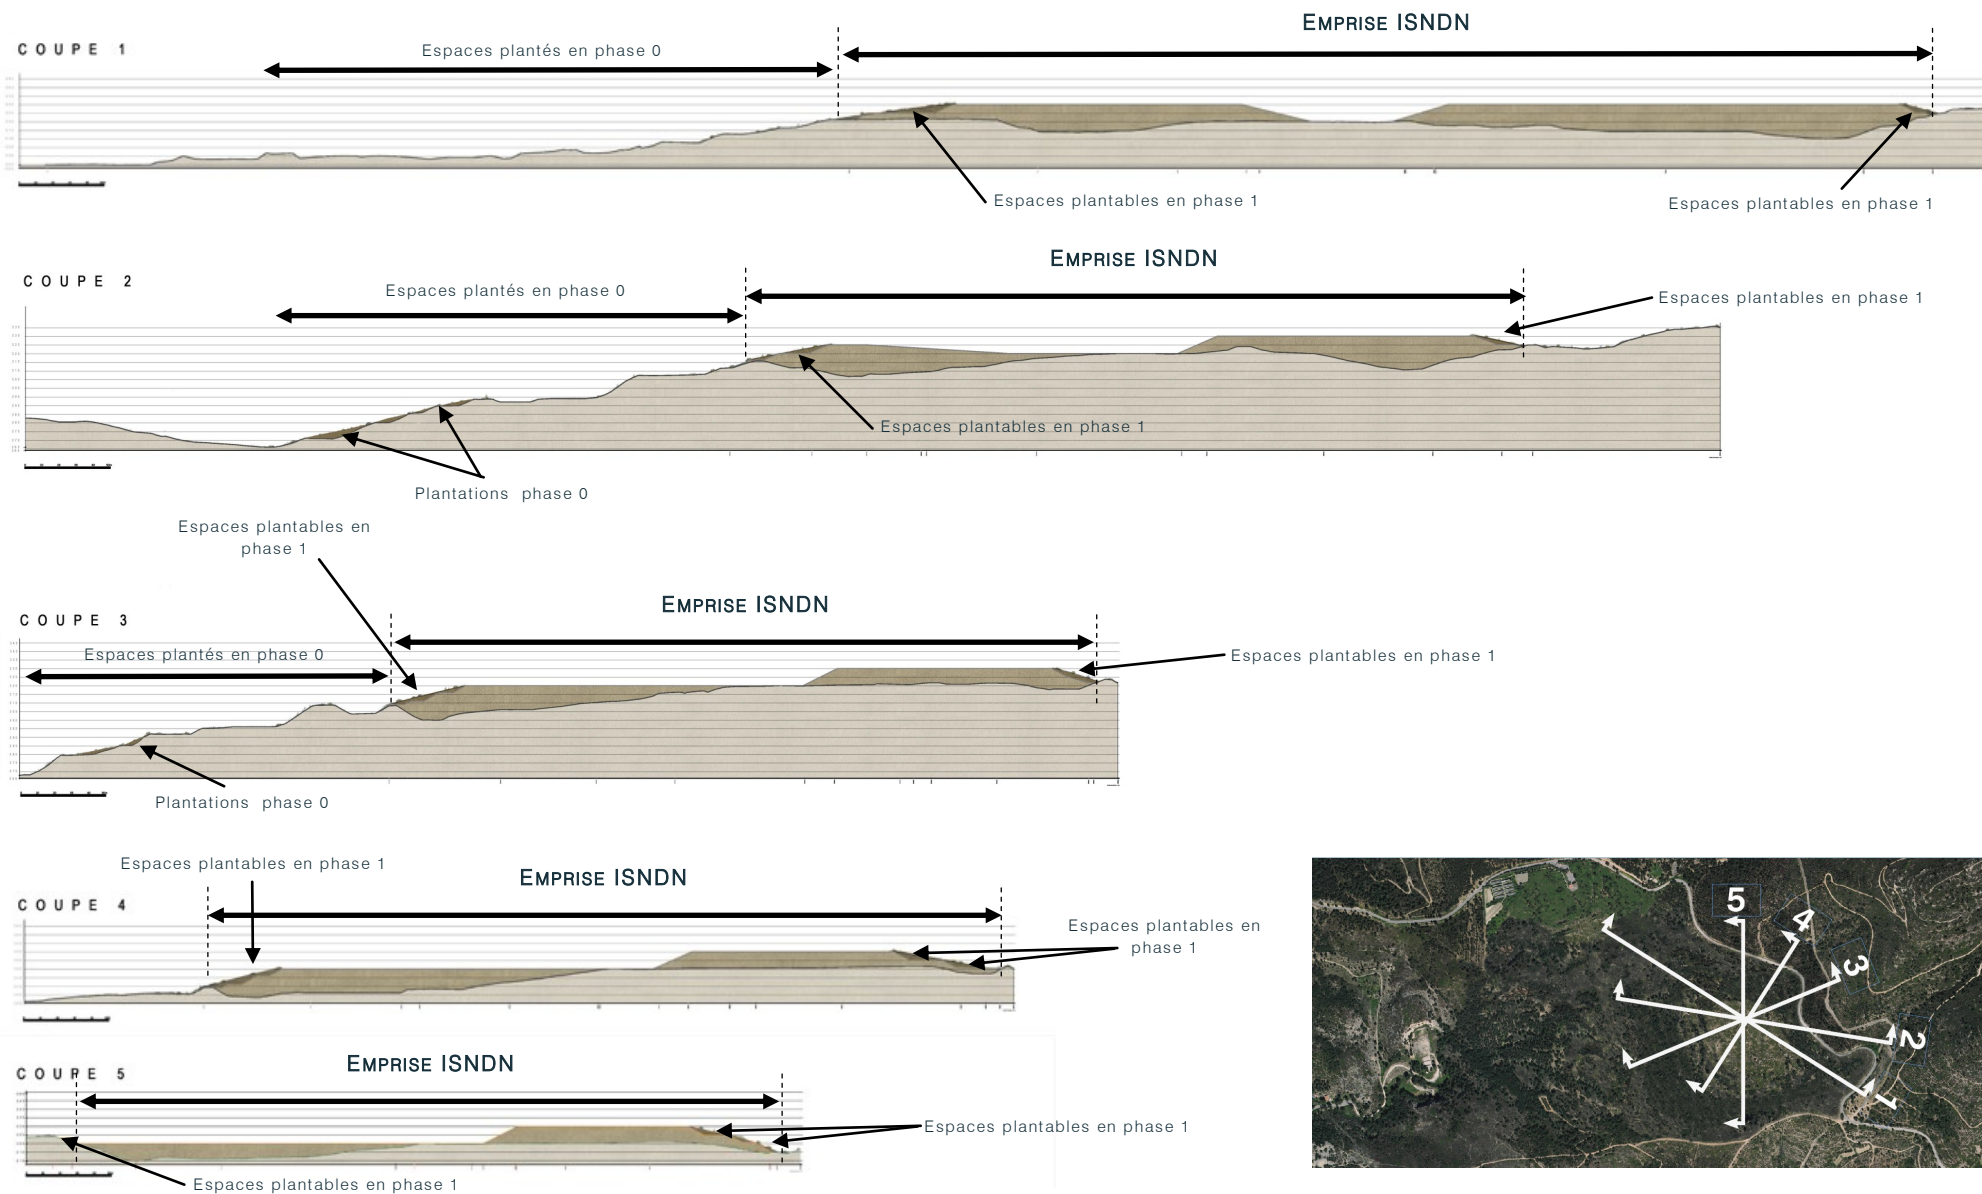 EMPRISE ISNDN
COUPE 1
Espaces plantés en phase 0
Espaces plantables en phase 1
Espaces plantables en phase 1
EMPRISE ISNDN
COUPE 2
Espaces plantés en phase 0
Espaces plantables en phase 1
Espaces plantables en phase 1
Plantations phase 0
Espaces plantables en
phase 1
EMPRISE ISNDN
COUPE 3
Espaces plantés en phase 0
Espaces plantables en phase 1
Plantations phase 0
Espaces plantables en phase 1
EMPRISE ISNDN
COUPE 4
Espaces plantables en
phase 1
EMPRISE ISNDN
COUPE 5
Espaces plantables en phase 1
Espaces plantables en phase 1
5
4
3
2
1